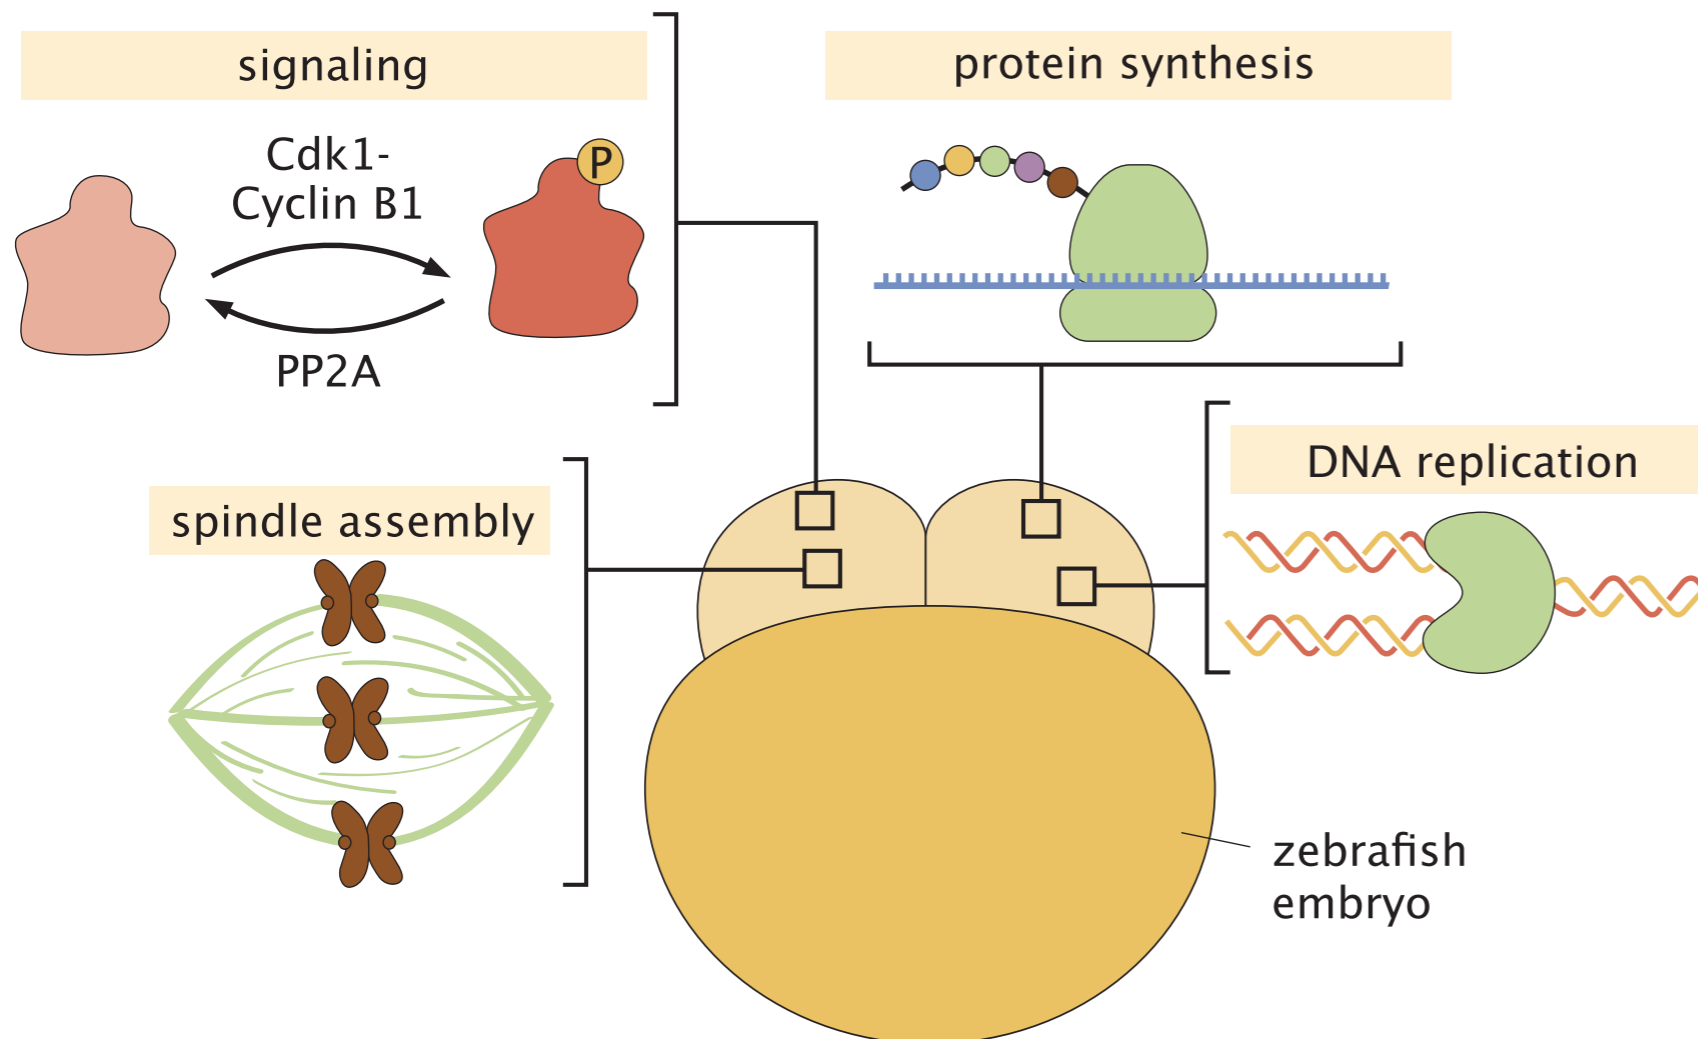 signaling
Cdk1-
Cyclin B1
P
PP2A
protein synthesis
spindle assembly
DNA replication
zebrafish
embryo